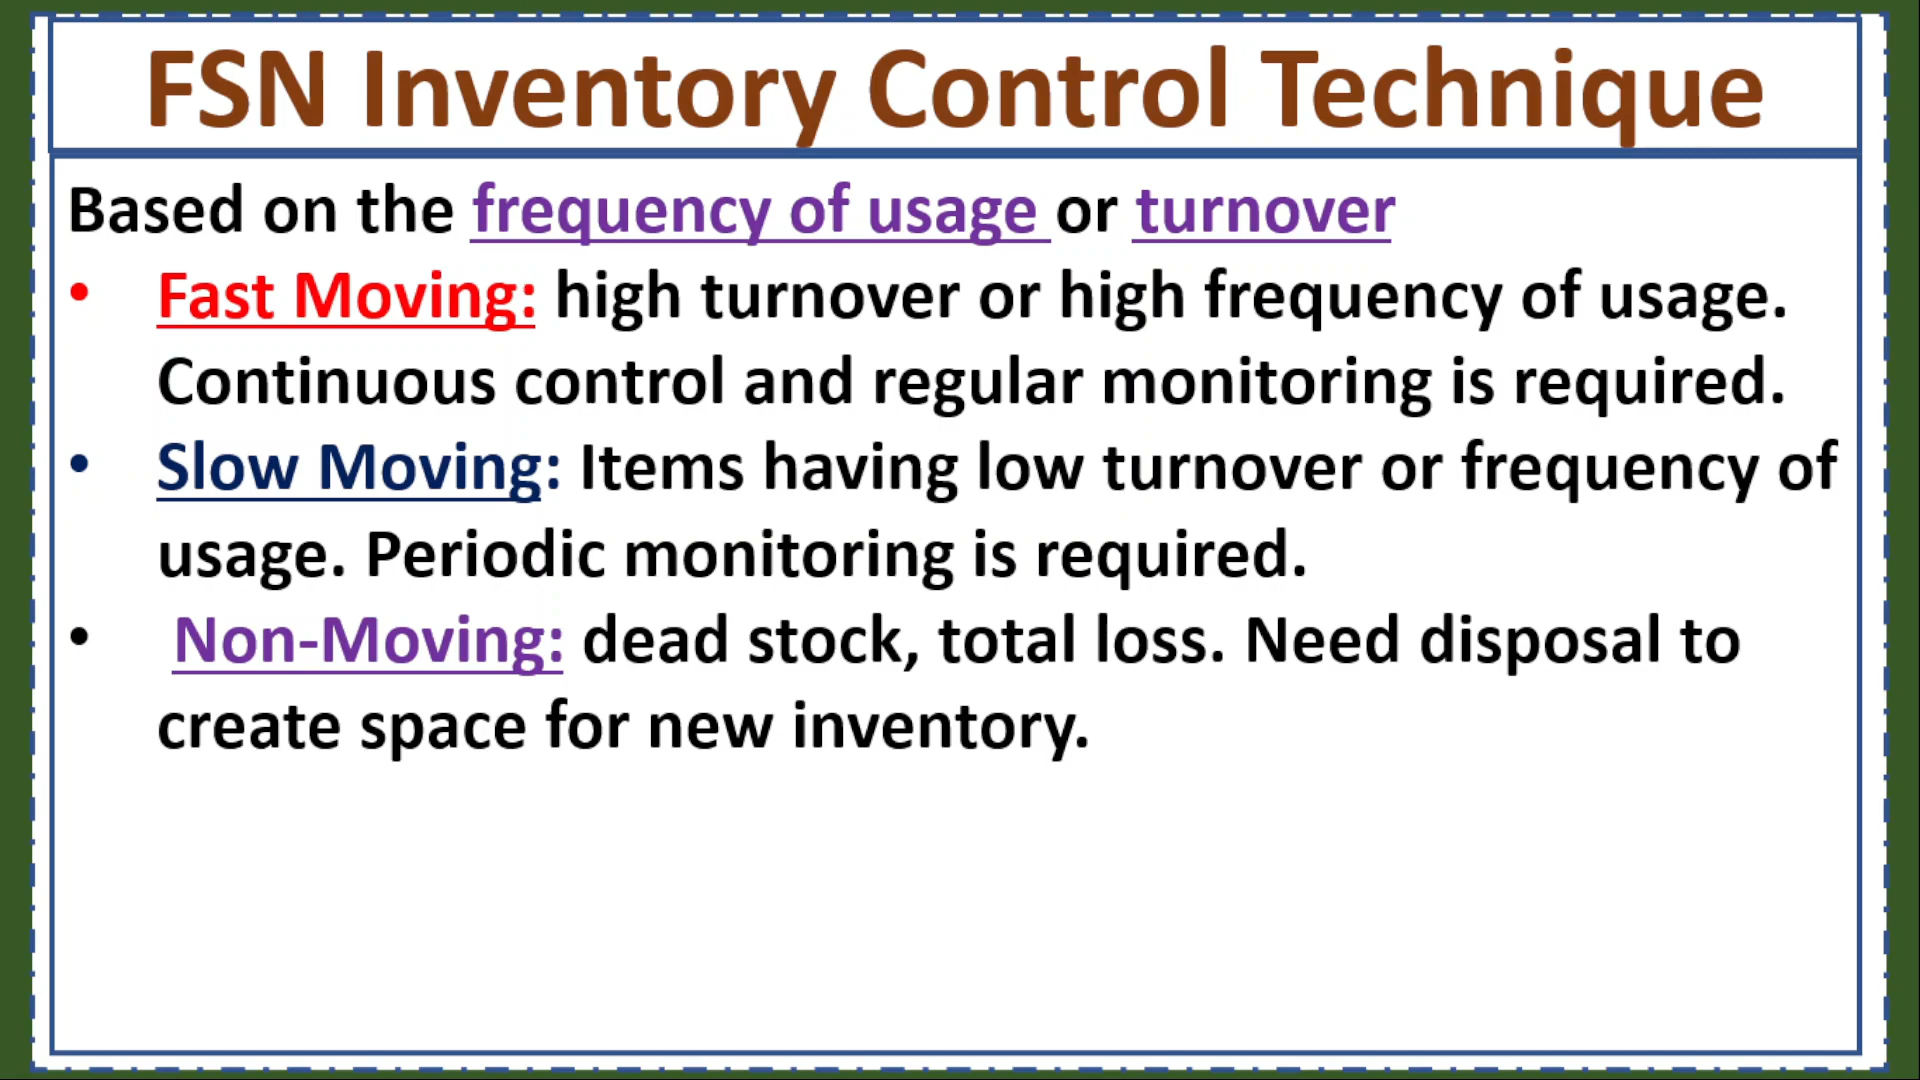 FSN Inventory Control Technique
Based on the frequency of usage or turnover
• Fast Moving: high turnover or high frequency of usage.
Continuous control and regular monitoring is required.
• Slow Moving: Items having low turnover or frequency of
usage. Periodic monitoring is required.
• Non-Moving: dead stock, total loss. Need disposal to
create space for new inventory.